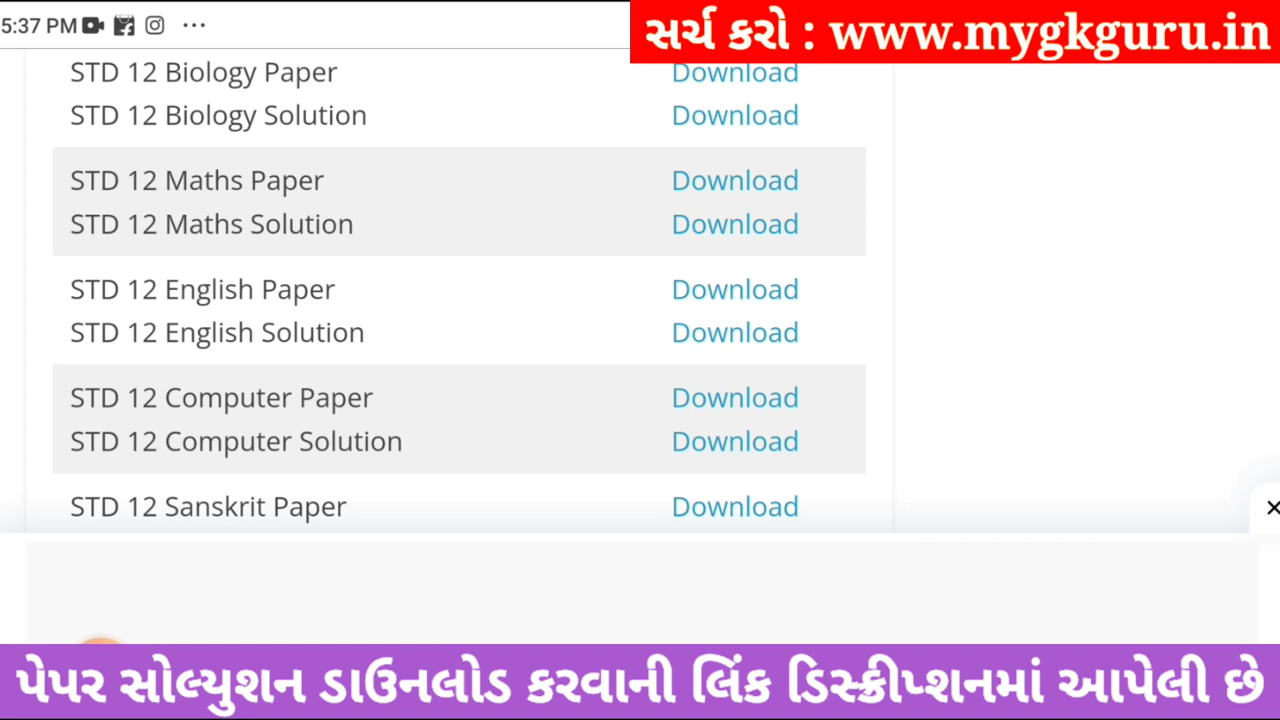 5:37 PM
સર્ચ કરો : www.mygkguru.in
STD 12 Biology Paper Download
STD 12 Biology Solution Download
STD 12 Maths Paper Download
STD 12 Maths Solution Download
STD 12 English Paper Download
STD 12 English Solution Download
STD 12 Computer Paper Download
STD 12 Computer Solution Download
STD 12 Sanskrit Paper Download
પેપર સોલ્યુશન ડાઉનલોડ કરવાની લિંક ડિસ્ક્રીપ્શનમાં આપેલી છે